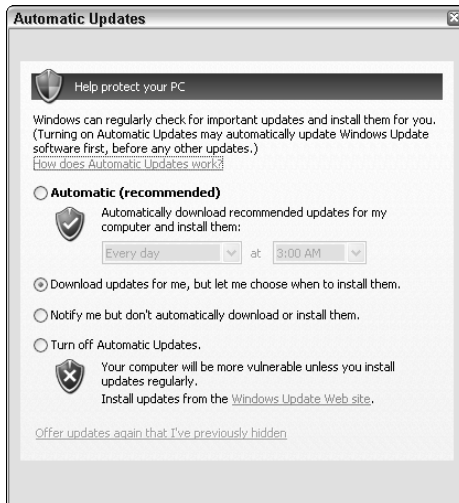 Automatic Updates
Help protect your PC
Windows can regularly check for important updates and install them for you.
(Turning on Automatic Updates may automatically update Windows Update
software first, before any other updates.)
How does Automatic Updates work?
Automatic (recommended)
Automatically download recommended updates for my
computer and install them:
Every day at 3:00 AM
Download updates for me, but let me choose when to install them.
Notify me but don't automatically download or install them.
Turn off Automatic Updates.
Your computer will be more vulnerable unless you install
updates regularly.
Install updates from the Windows Update Web site.
Offer updates again that I've previously hidden